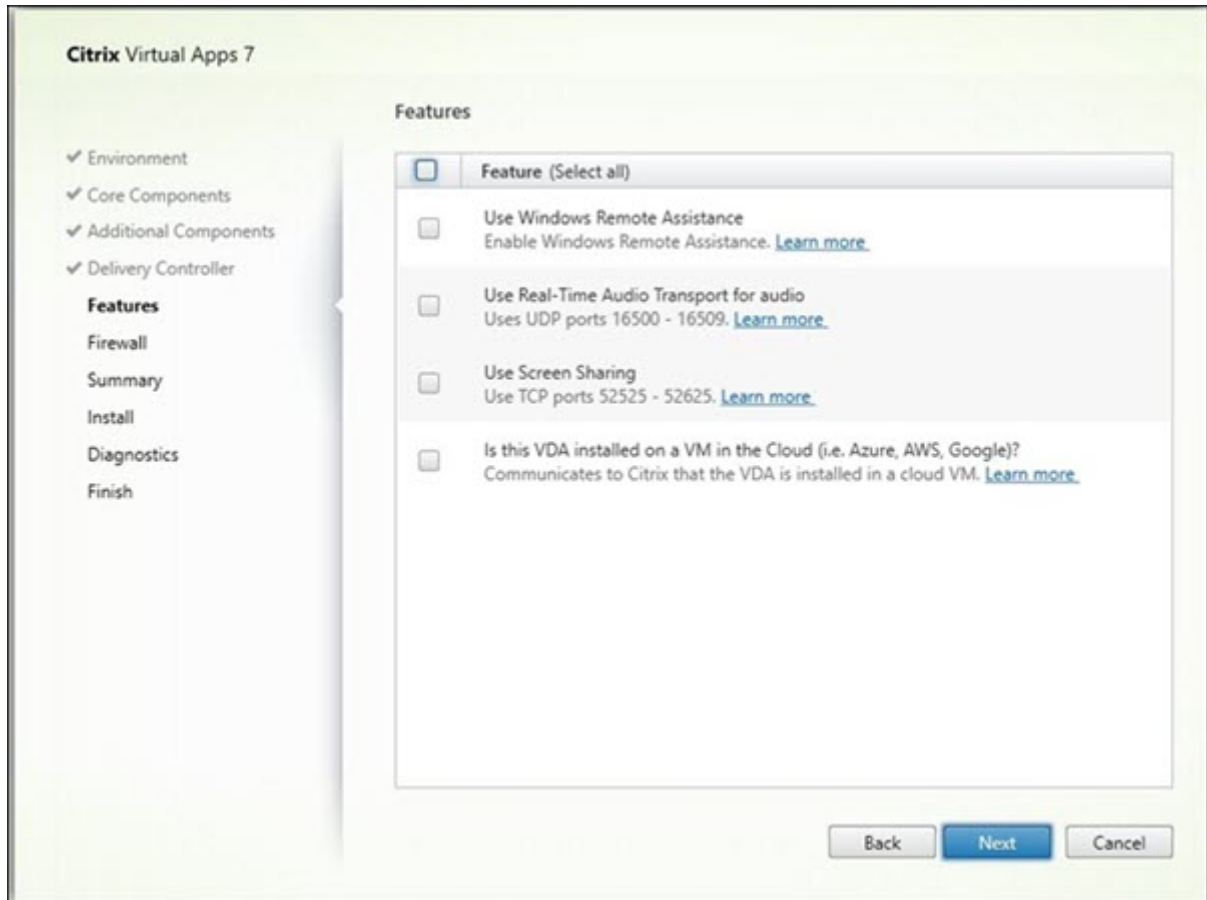 Citrix Virtual Apps 7
Features
Environment
Core Components
Additional Components
Delivery Controller
Features
Firewall
Summary
Install
Diagnostics
Finish
Feature (Select all)
Use Windows Remote Assistance
Enable Windows Remote Assistance. Learn more
Use Real-Time Audio Transport for audio
Uses UDP ports 16500 - 16509. Learn more
Use Screen Sharing
Use TCP ports 52525 - 52625. Learn more
Is this VDA installed on a VM in the Cloud (i.e. Azure, AWS, Google)?
Communicates to Citrix that the VDA is installed in a cloud VM. Learn more
Back Next Cancel